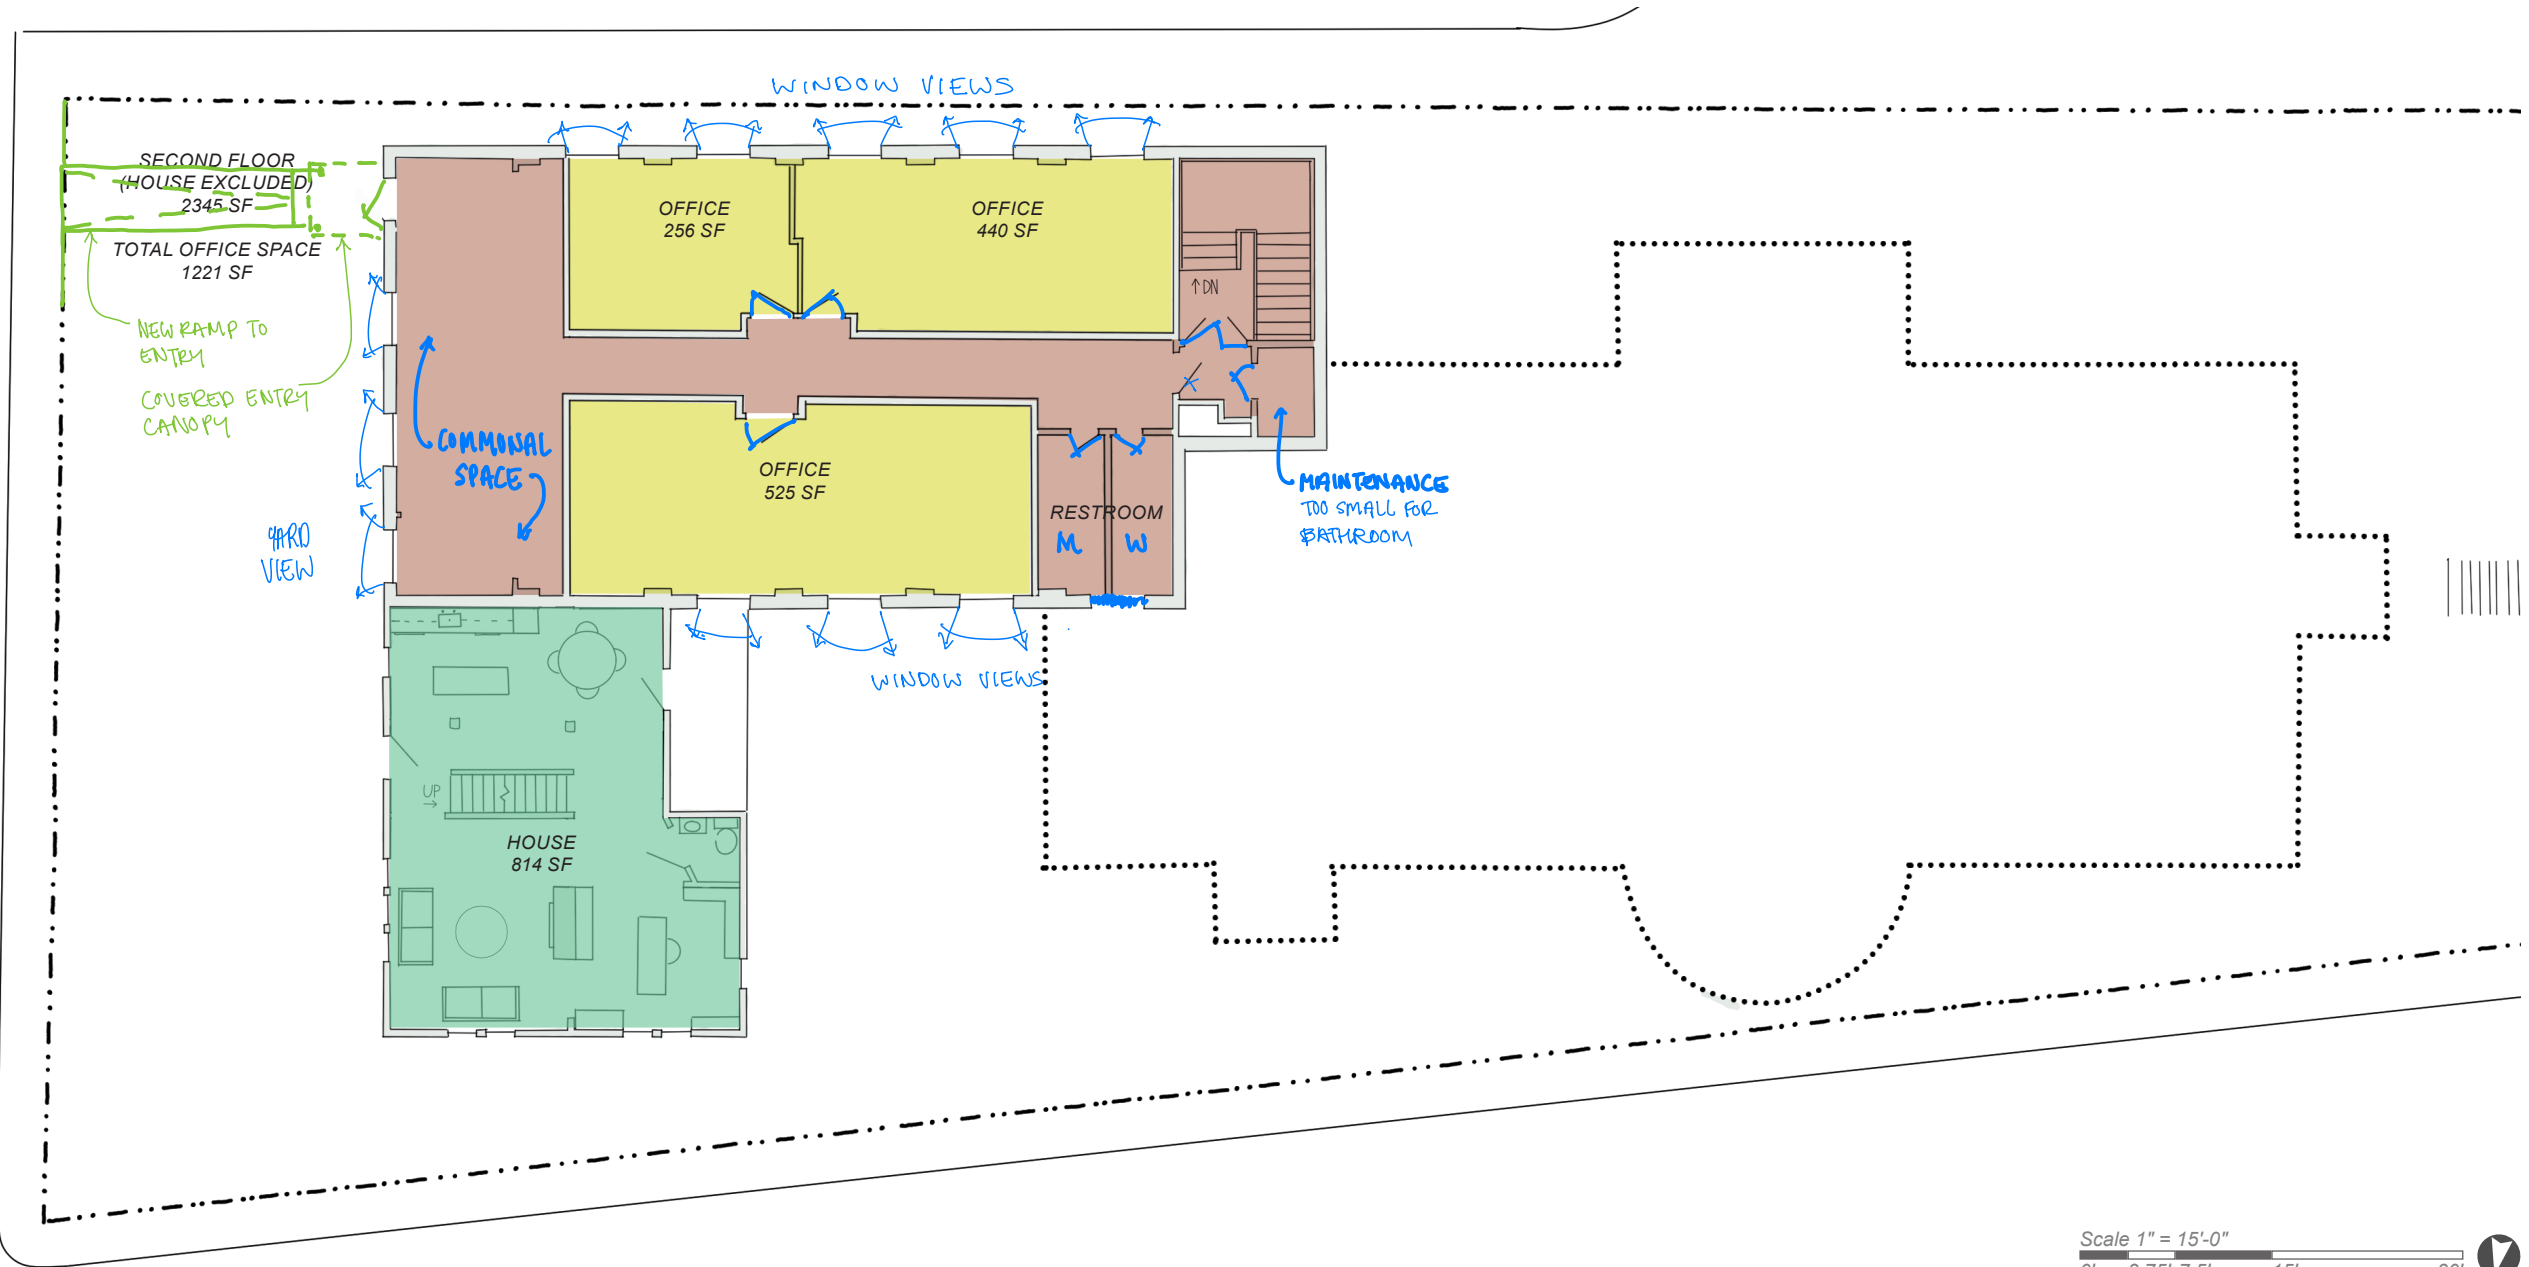 WINDOW VIEWS
SECOND FLOOR
(HOUSE EXCLUDED)
2345 SF
TOTAL OFFICE SPACE
1221 SF
OFFICE
256 SF
OFFICE
440 SF
↑DN
NEW RAMP TO
ENTRY
COVERED ENTRY
CANOPY
COMMUNAL
SPACE
OFFICE
525 SF
MAINTENANCE
TOO SMALL FOR
BATHROOM
RESTROOM
M W
YARD
VIEW
WINDOW VIEWS
UP
→
HOUSE
814 SF
Scale 1" = 15'-0"